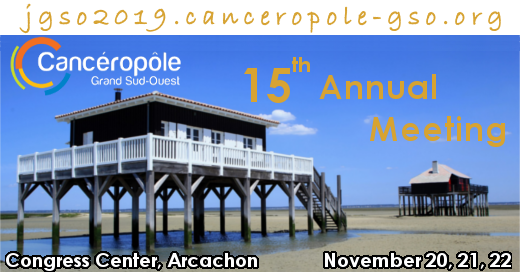 jgso2019.canceropole-gso.org
Cancéropôle
Grand Sud-Ouest
15th Annual
Meeting
Congress Center, Arcachon
November 20, 21, 22